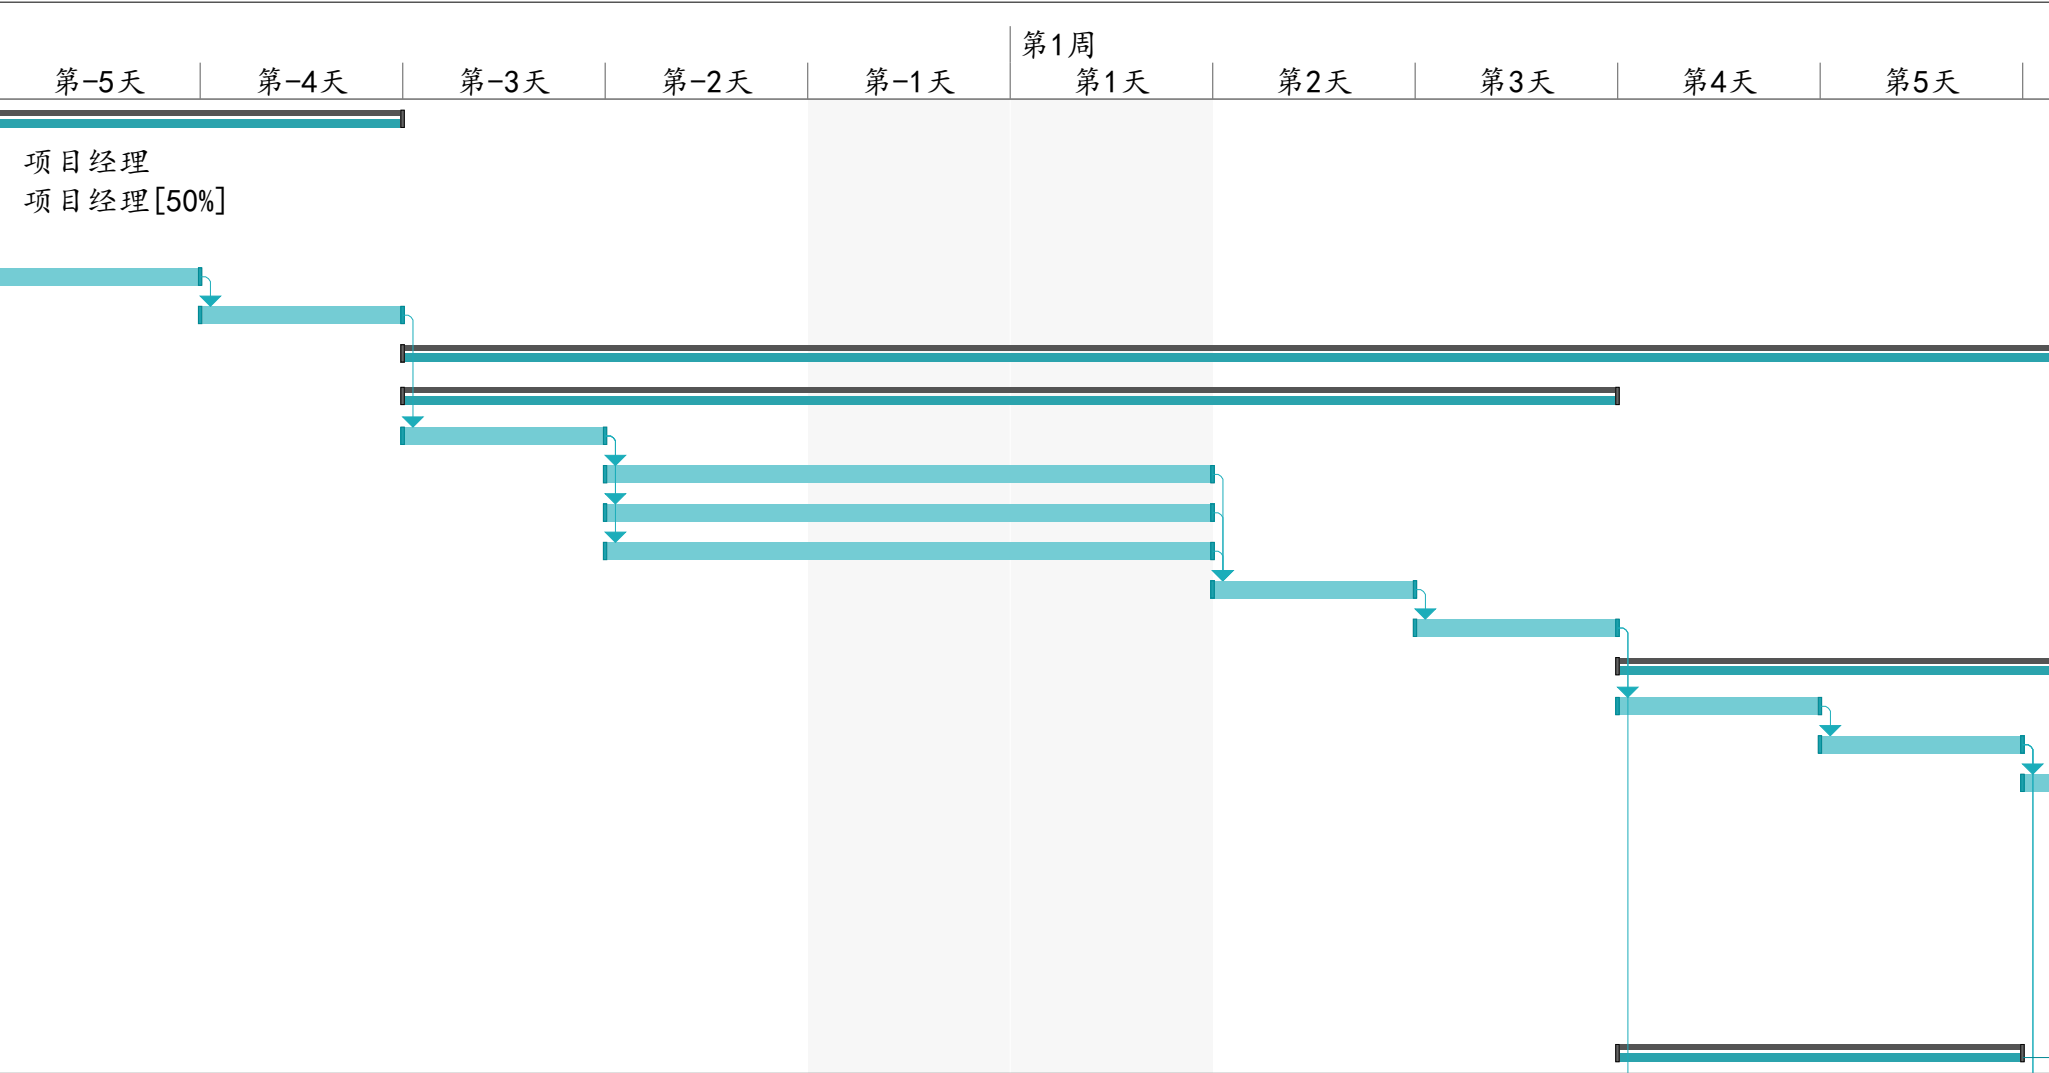 第1周
第-5天 第-4天 第-3天 第-2天 第-1天 第1天 第2天 第3天 第4天 第5天
项目经理
项目经理[50%]